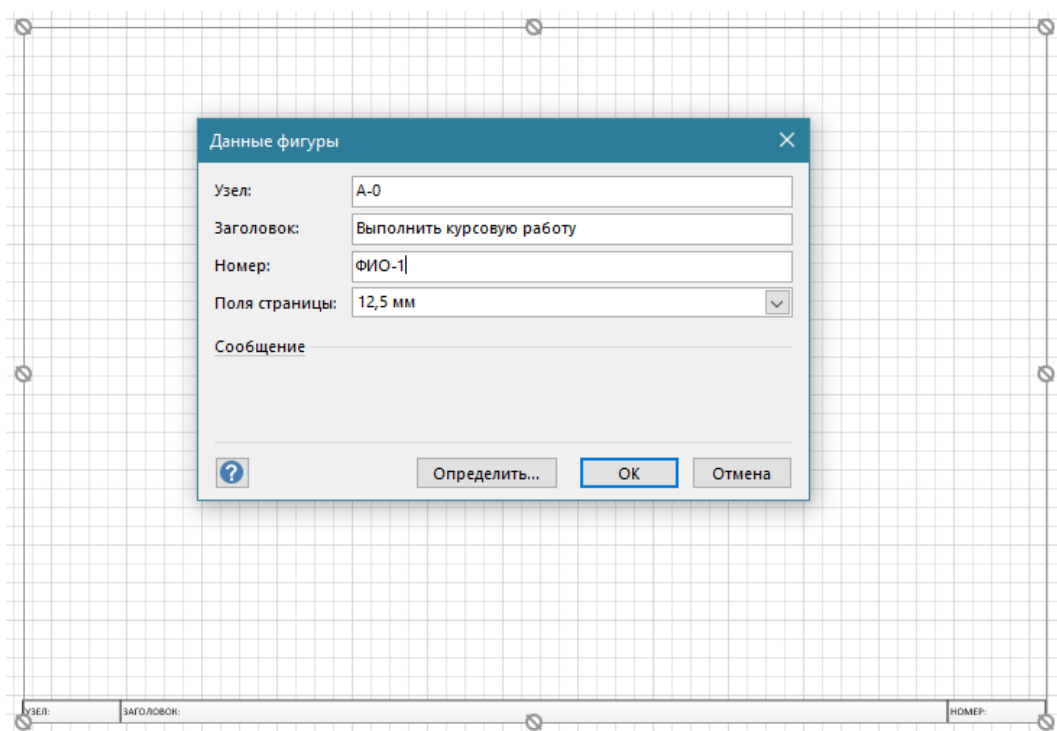 Данные фигуры
Узел: А-0
Заголовок: Выполнить курсовую работу
Номер: ФИО-1
Поля страницы: 12,5 мм
Сообщение
? Определить... ОК Отмена
УЗЕЛ: ЗАГОЛОВОК: НОМЕР: